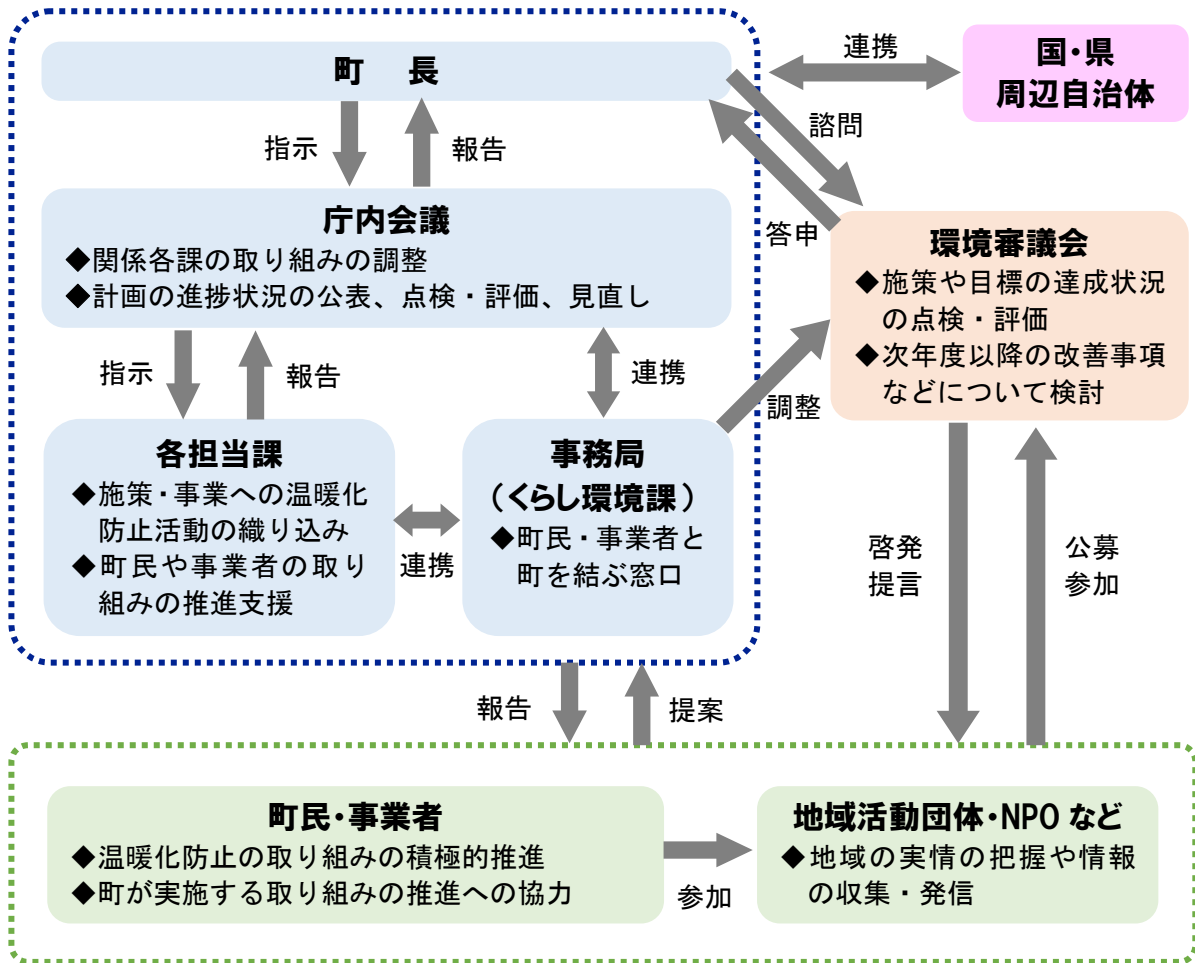 町　長
連携
国・県
周辺自治体
指示
報告
諮問
答申
庁内会議
◆関係各課の取り組みの調整
◆計画の進捗状況の公表、点検・評価、見直し
環境審議会
◆施策や目標の達成状況
の点検・評価
◆次年度以降の改善事項
などについて検討
指示
報告
連携
調整
各担当課
◆施策・事業への温暖化
防止活動の織り込み
◆町民や事業者の取り
組みの推進支援
連携
事務局
（くらし環境課）
◆町民・事業者と
町を結ぶ窓口
啓発
提言
公募
参加
報告
提案
町民・事業者
◆温暖化防止の取り組みの積極的推進
◆町が実施する取り組みの推進への協力
参加
地域活動団体・NPO など
◆地域の実情の把握や情報
の収集・発信